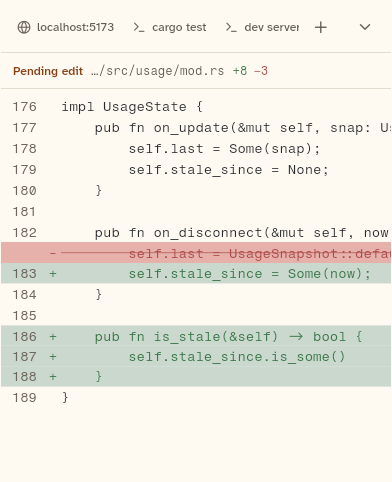 localhost:5173 cargo test dev server
Pending edit …/src/usage/mod.rs +8 −3
176 impl UsageState {
177     pub fn on_update(&mut self, snap: Us
178         self.last = Some(snap);
179         self.stale_since = None;
180     }
181
182     pub fn on_disconnect(&mut self, now
-         self.last = UsageSnapshot::defau
183 +         self.stale_since = Some(now);
184     }
185
186 +     pub fn is_stale(&self) -> bool {
187 +         self.stale_since.is_some()
188 +     }
189 }